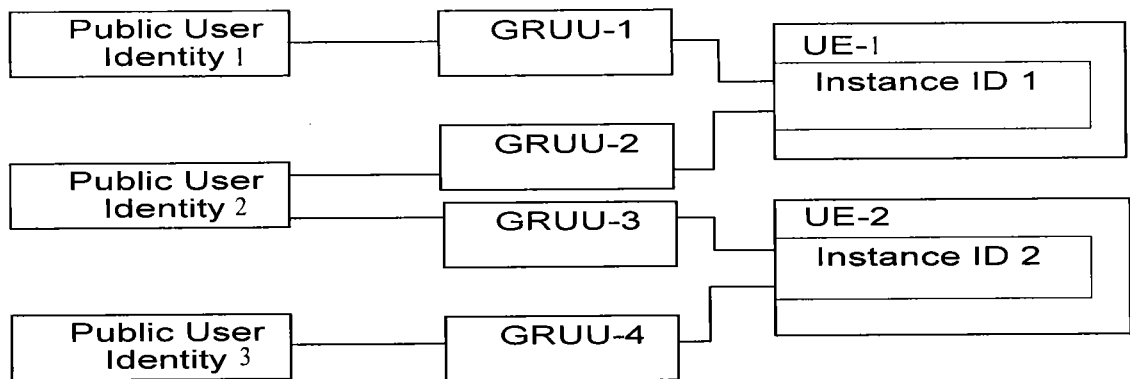 Public User
Identity 1
GRUU-1
UE-1
Instance ID 1
GRUU-2
Public User
Identity 2
GRUU-3
UE-2
Instance ID 2
Public User
Identity 3
GRUU-4